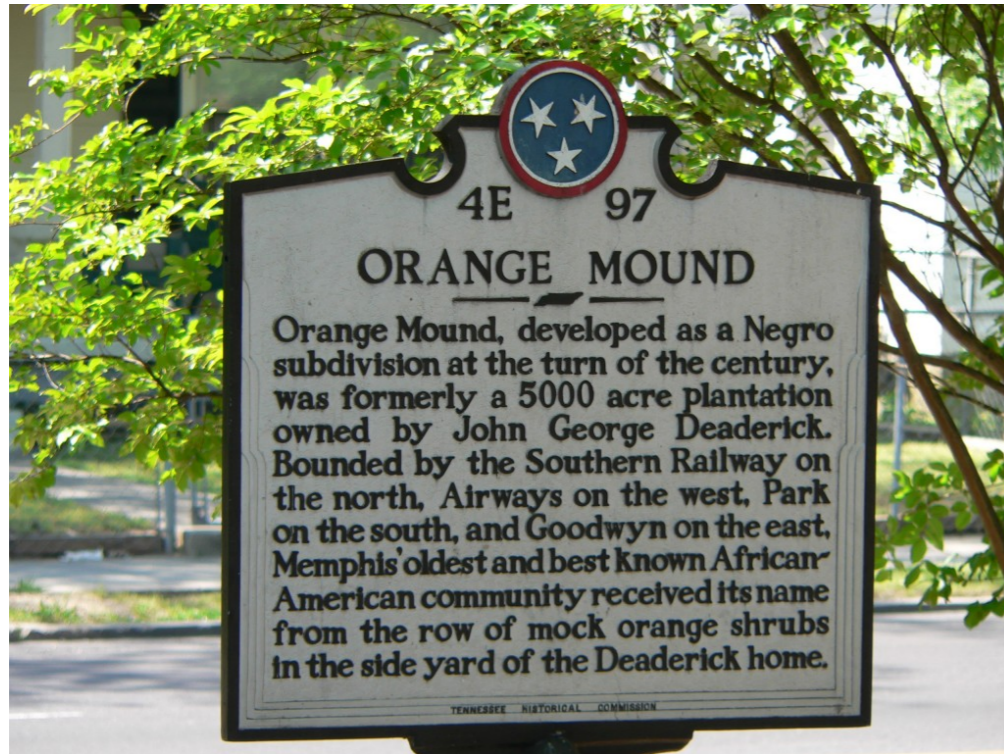 4E 97
ORANGE MOUND
Orange Mound, developed as a Negro
subdivision at the turn of the century,
was formerly a 5000 acre plantation
owned by John George Deaderick.
Bounded by the Southern Railway on
the north, Airways on the west, Park
on the south, and Goodwyn on the east,
Memphis' oldest and best known African-
American community received its name
from the row of mock orange shrubs
in the side yard of the Deaderick home.
TENNESSEE HISTORICAL COMMISSION